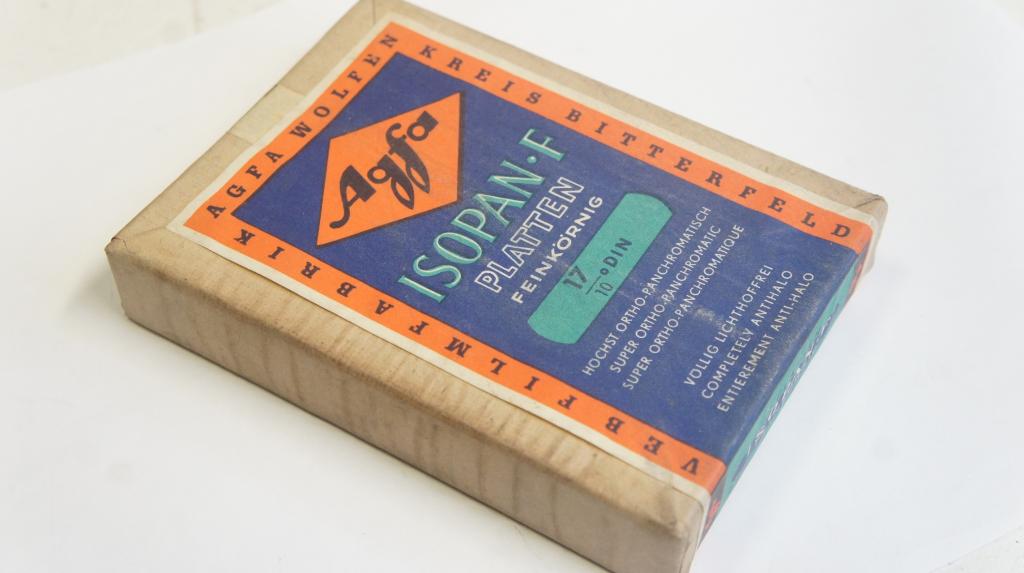 VEB FILMFABRIK
AGFA WOLFEN
KREIS BITTERFELD
Agfa
ISOPAN·F
PLATTEN
FEINKÖRNIG
17/10° DIN
HÖCHST ORTHO-PANCHROMATISCH
SUPER ORTHO-PANCHROMATIC
SUPER ORTHO-PANCHROMATIQUE
VÖLLIG LICHTHOFFREI
COMPLETELY ANTIHALO
ENTIEREMENT ANTI-HALO